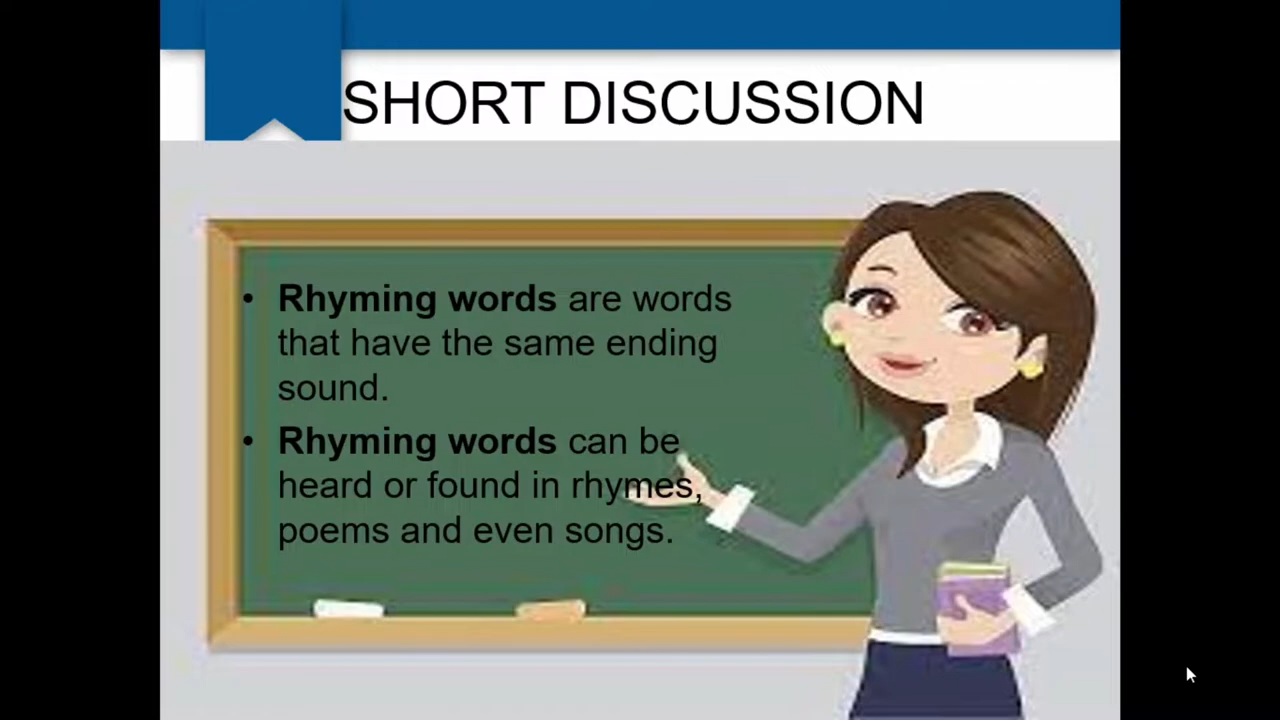 SHORT DISCUSSION
• Rhyming words are words
that have the same ending
sound.
• Rhyming words can be
heard or found in rhymes,
poems and even songs.